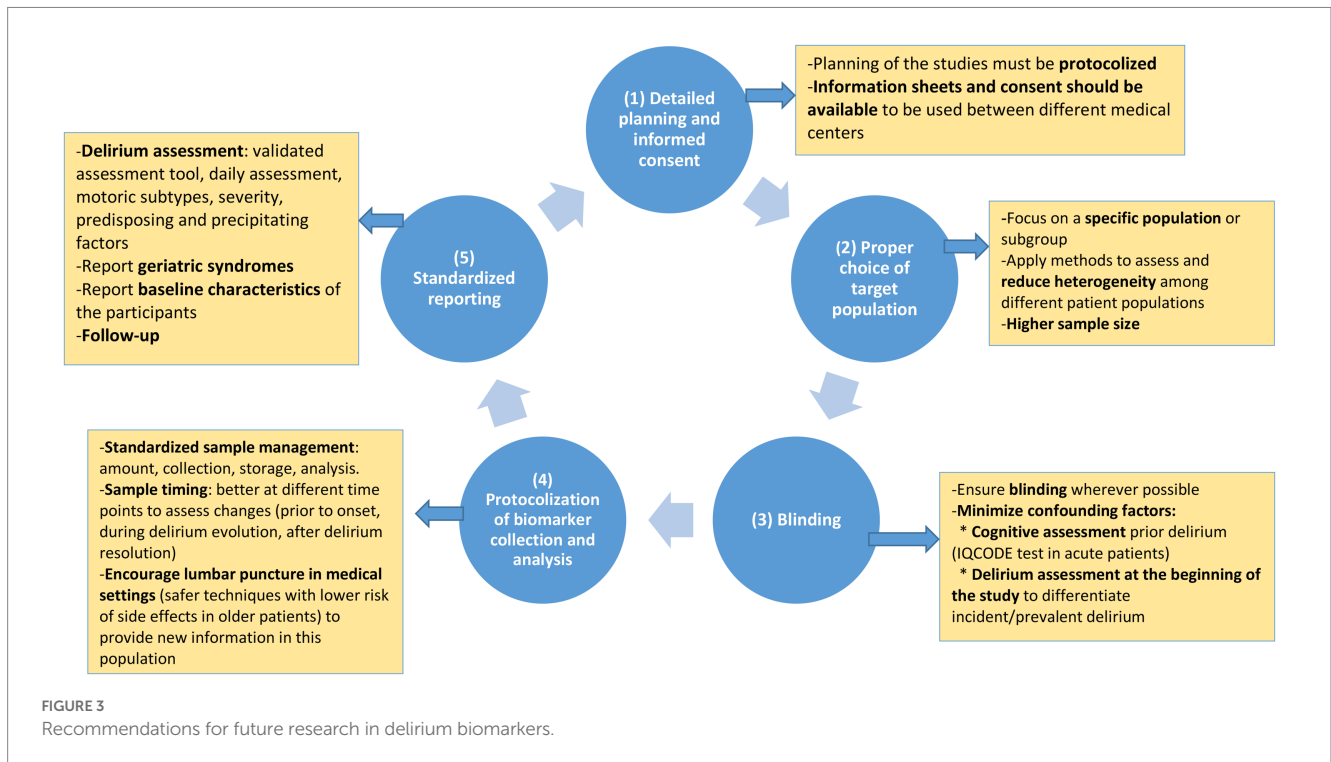 (1) Detailed
planning and
informed
consent
-Planning of the studies must be protocolized
-Information sheets and consent should be
available to be used between different medical
centers
(2) Proper
choice of
target
population
-Focus on a specific population or
subgroup
-Apply methods to assess and
reduce heterogeneity among
different patient populations
-Higher sample size
(3) Blinding
-Ensure blinding wherever possible
-Minimize confounding factors:
* Cognitive assessment prior delirium
(IQCODE test in acute patients)
* Delirium assessment at the beginning of
the study to differentiate
incident/prevalent delirium
(4)
Protocolization
of biomarker
collection and
analysis
-Standardized sample management:
amount, collection, storage, analysis.
-Sample timing: better at different time
points to assess changes (prior to onset,
during delirium evolution, after delirium
resolution)
-Encourage lumbar puncture in medical
settings (safer techniques with lower risk
of side effects in older patients) to
provide new information in this
population
(5)
Standardized
reporting
-Delirium assessment: validated
assessment tool, daily assessment,
motoric subtypes, severity,
predisposing and precipitating
factors
-Report geriatric syndromes
-Report baseline characteristics of
the participants
-Follow-up
FIGURE 3
Recommendations for future research in delirium biomarkers.